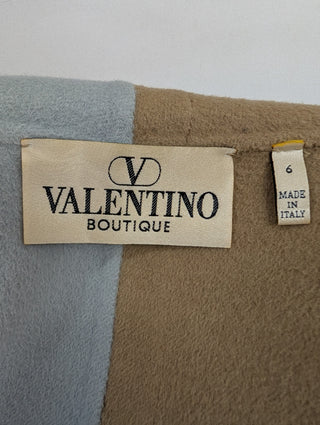 V
VALENTINO
BOUTIQUE
6
MADE
IN
ITALY